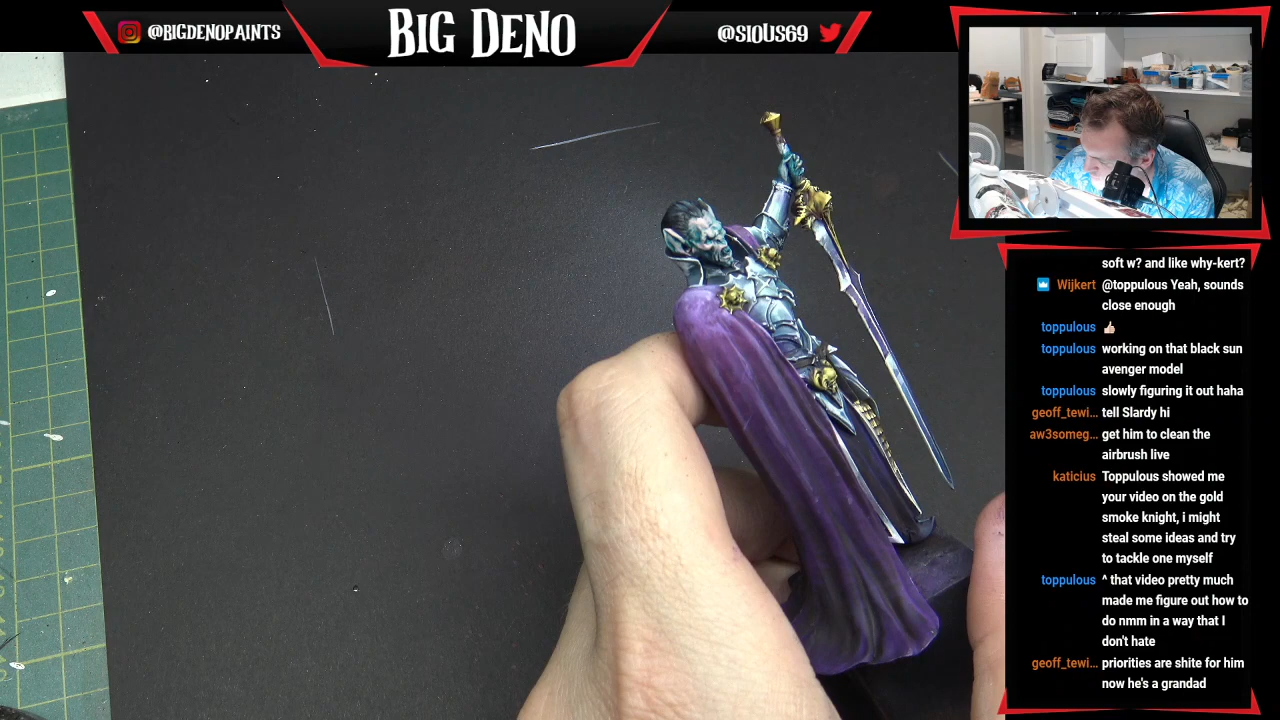 @BIGDENOPAINTS
BIG DENO
@SIOUS69
soft w? and like why-kert?
Wijkert @toppulous Yeah, sounds
close enough
toppulous 👍🏻
toppulous working on that black sun
avenger model
toppulous slowly figuring it out haha
geoff_tewi... tell Slardy hi
aw3someg... get him to clean the
airbrush live
katicius Toppulous showed me
your video on the gold
smoke knight, i might
steal some ideas and try
to tackle one myself
toppulous ^ that video pretty much
made me figure out how to
do nmm in a way that I
don't hate
geoff_tewi... priorities are shite for him
now he's a grandad